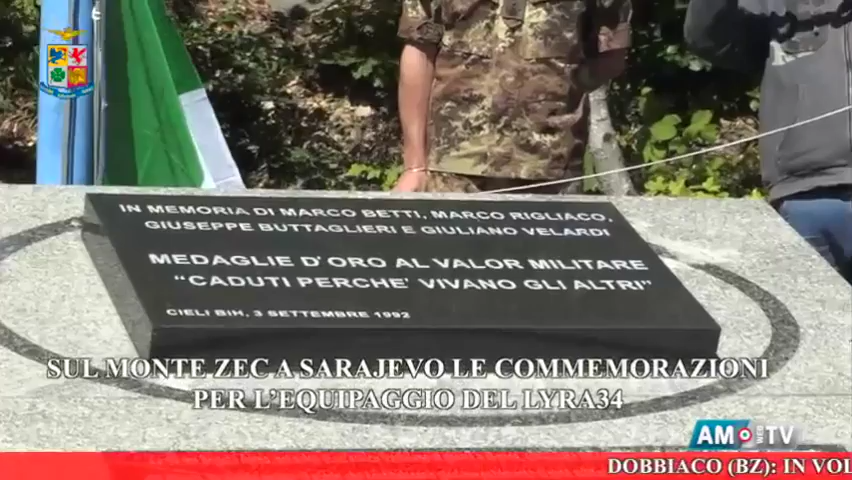 IN MEMORIA DI MARCO BETTI, MARCO RIGLIACO,
GIUSEPPE BUTTAGLIERI E GIULIANO VELARDI
MEDAGLIE D'ORO AL VALOR MILITARE
"CADUTI PERCHE' VIVANO GLI ALTRI"
CIELI BIH, 3 SETTEMBRE 1992
SUL MONTE ZEC A SARAJEVO LE COMMEMORAZIONI
PER L'EQUIPAGGIO DEL LYRA34
AM WEB TV
DOBBIACO (BZ): IN VOL